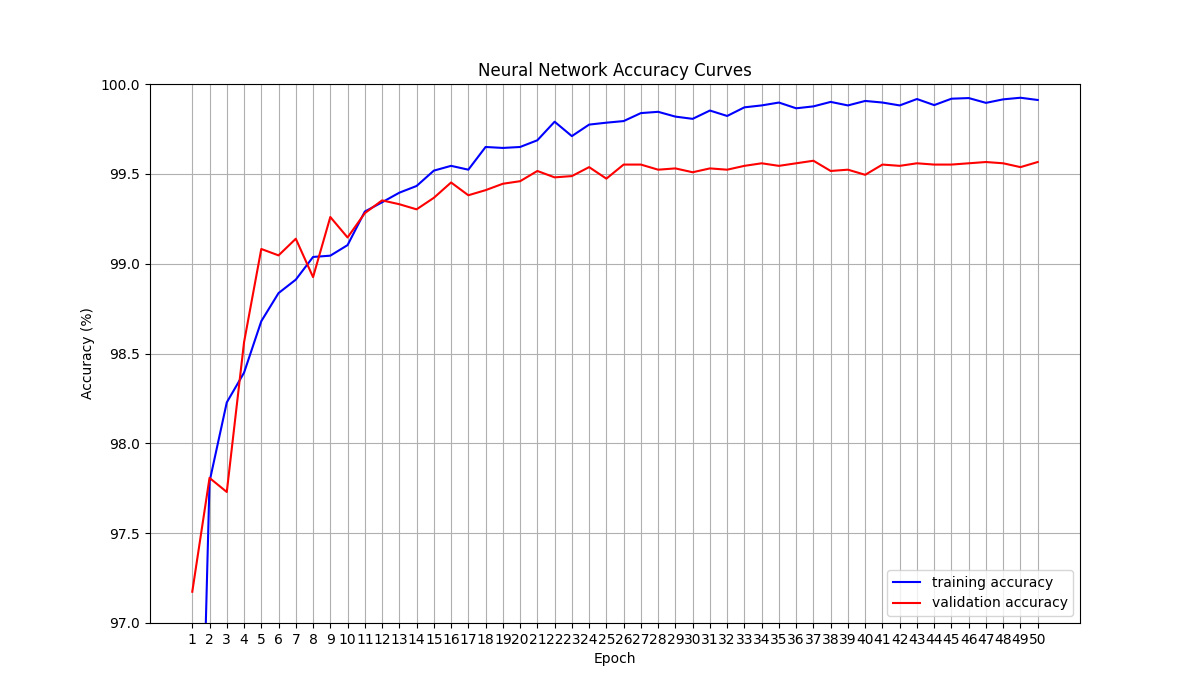 Neural Network Accuracy Curves
100.0
99.5
99.0
98.5
98.0
97.5
97.0
Accuracy (%)
training accuracy
validation accuracy
1 2 3 4 5 6 7 8 9 10 11 12 13 14 15 16 17 18 19 20 21 22 23 24 25 26 27 28 29 30 31 32 33 34 35 36 37 38 39 40 41 42 43 44 45 46 47 48 49 50
Epoch